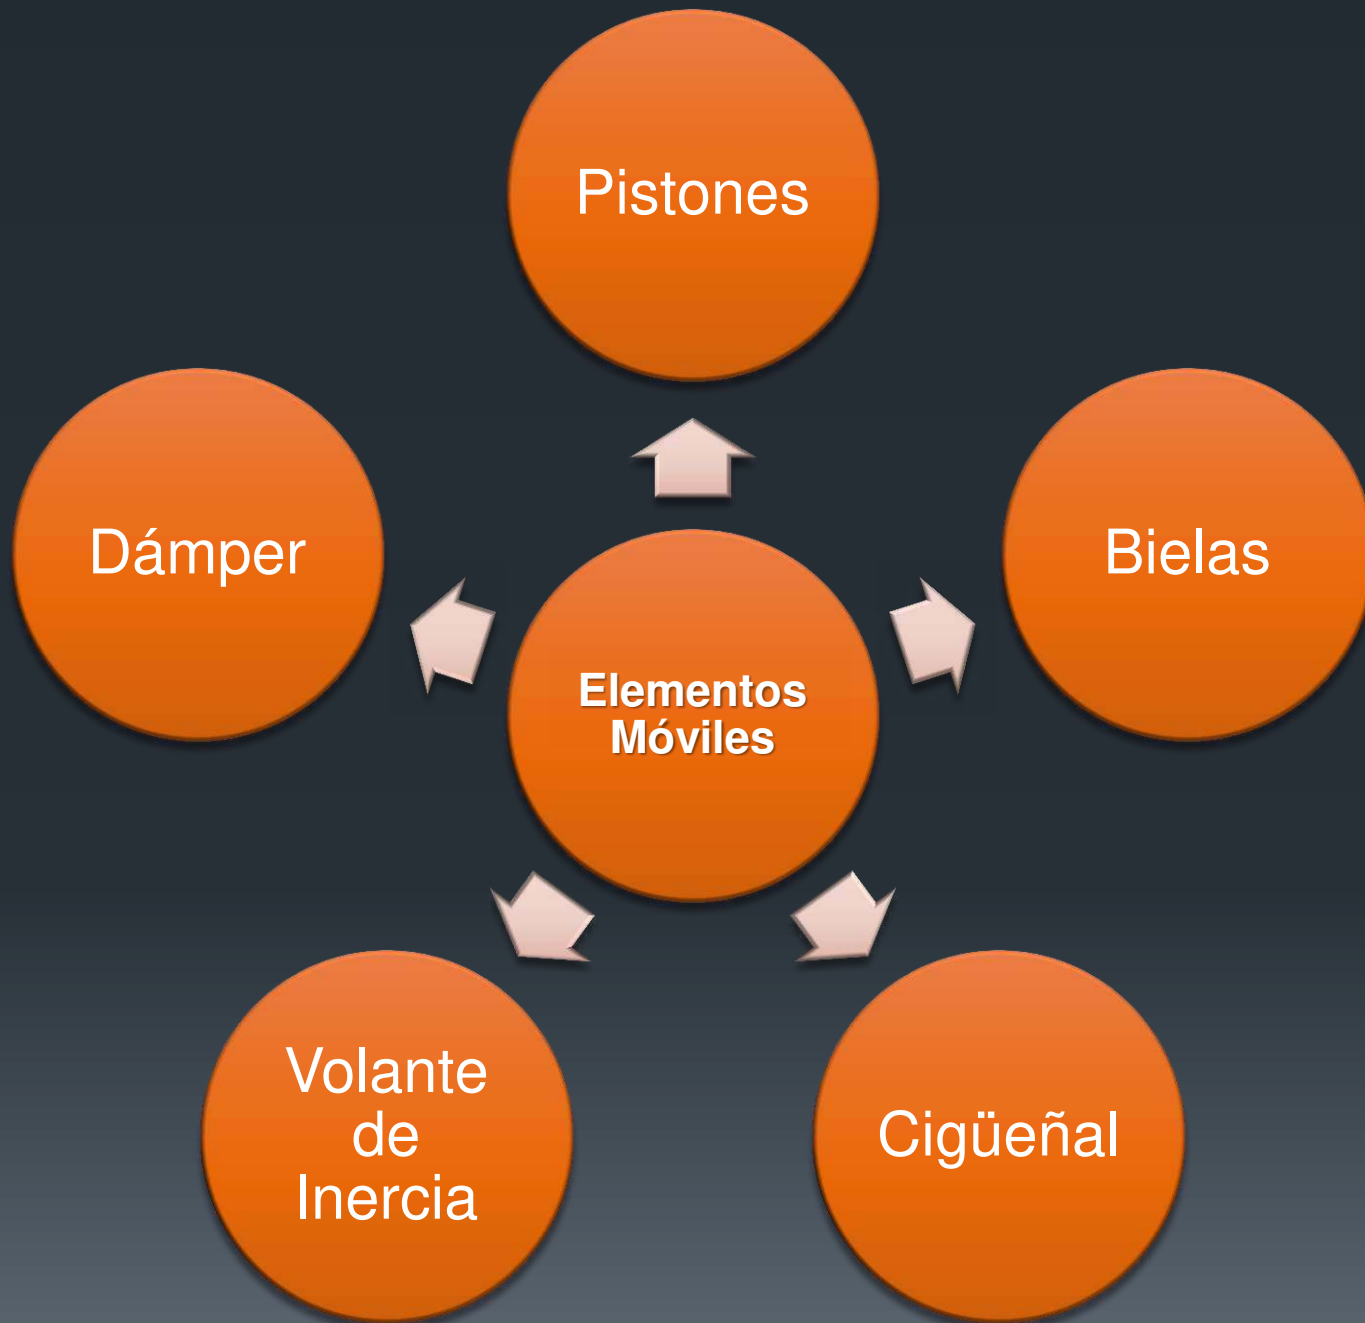 Pistones
Dámper
Bielas
Elementos
Móviles
Volante
de
Inercia
Cigüeñal